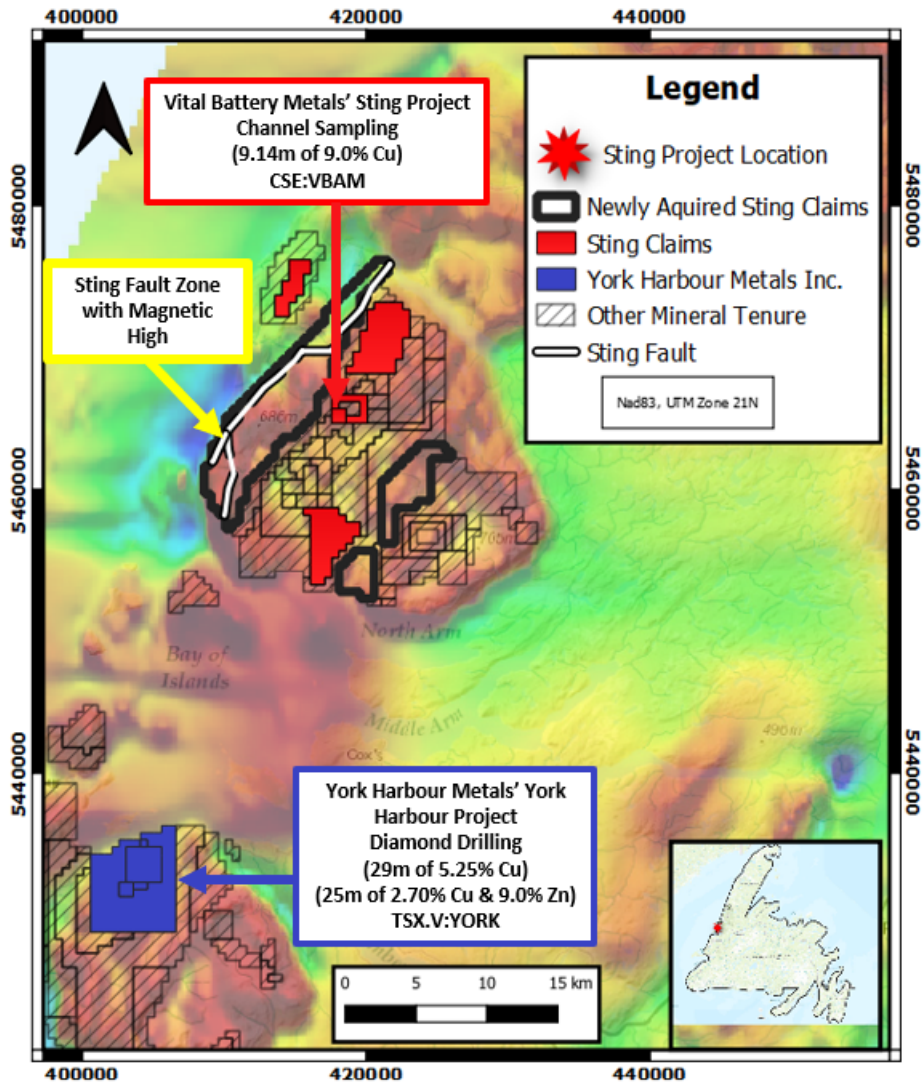 400000
420000
440000
Vital Battery Metals’ Sting Project
Channel Sampling
(9.14m of 9.0% Cu)
CSE:VBAM
Legend
Sting Project Location
Newly Aquired Sting Claims
Sting Claims
York Harbour Metals Inc.
Other Mineral Tenure
Sting Fault
Nad83, UTM Zone 21N
5480000
5480000
Sting Fault Zone
with Magnetic
High
686m
5460000
5460000
North Arm
Bay of
Islands
Middle Arm
496m
Cox's
5440000
5440000
York Harbour Metals’ York
Harbour Project
Diamond Drilling
(29m of 5.25% Cu)
(25m of 2.70% Cu & 9.0% Zn)
TSX.V:YORK
0
5
10
15 km
400000
420000
440000